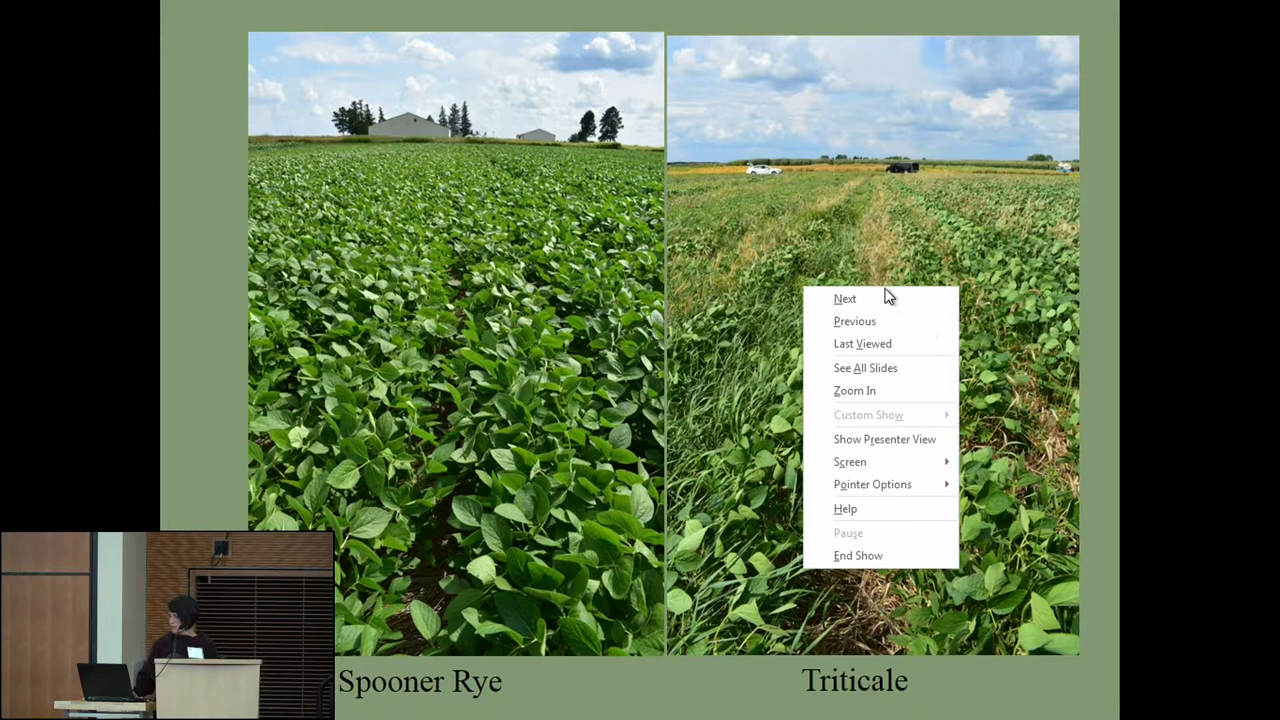 Next
Previous
Last Viewed
See All Slides
Zoom In
Custom Show
Show Presenter View
Screen
Pointer Options
Help
Pause
End Show
Spooner Rye
Triticale